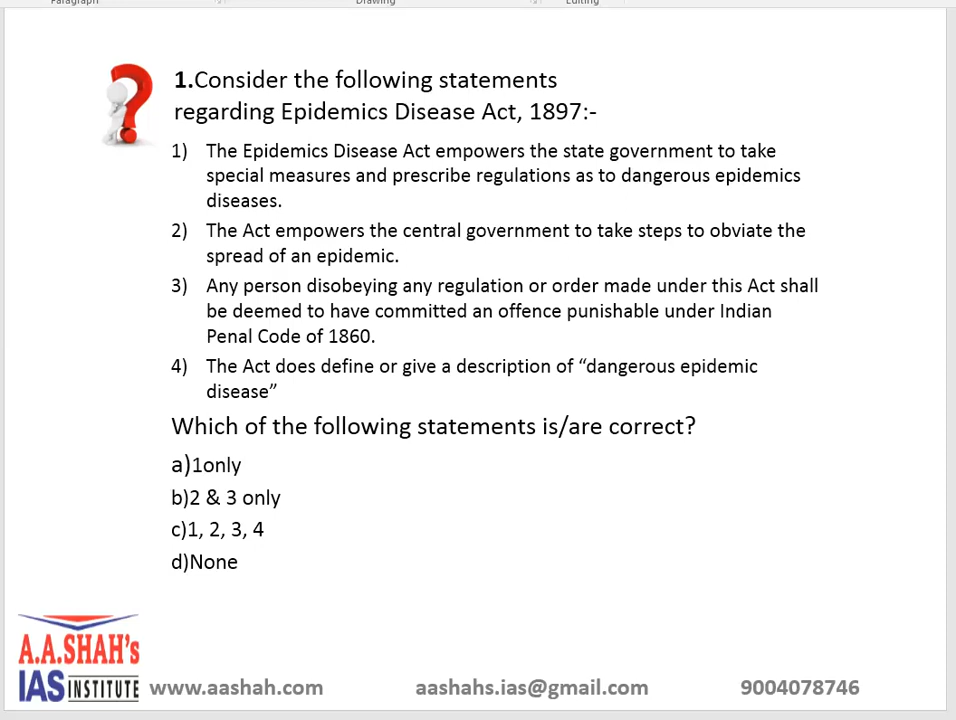 Paragraph Drawing Editing
1.Consider the following statements
regarding Epidemics Disease Act, 1897:-
1) The Epidemics Disease Act empowers the state government to take
special measures and prescribe regulations as to dangerous epidemics
diseases.
2) The Act empowers the central government to take steps to obviate the
spread of an epidemic.
3) Any person disobeying any regulation or order made under this Act shall
be deemed to have committed an offence punishable under Indian
Penal Code of 1860.
4) The Act does define or give a description of “dangerous epidemic
disease”
Which of the following statements is/are correct?
a)1only
b)2 & 3 only
c)1, 2, 3, 4
d)None
A.A.SHAH's
IAS INSTITUTE
www.aashah.com aashahs.ias@gmail.com 9004078746